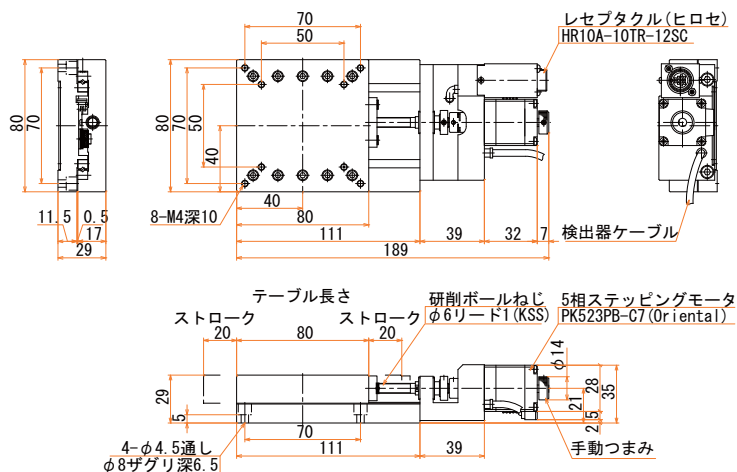 70
50
レセプタクル(ヒロセ)
HR10A-10TR-12SC
80
70
80
70
50
40
40
80
11.5
0.5
17
29
8-M4深10
111
39
32
7
189
検出器ケーブル
テーブル長さ
ストローク
ストローク
20
80
20
研削ボールねじ
φ6リード1(KSS)
5相ステッピングモータ
PK523PB-C7(Oriental)
φ14
29
5
28
35
21
2.5
70
4-φ4.5通し
φ8ザグリ深6.5
111
39
手動つまみ